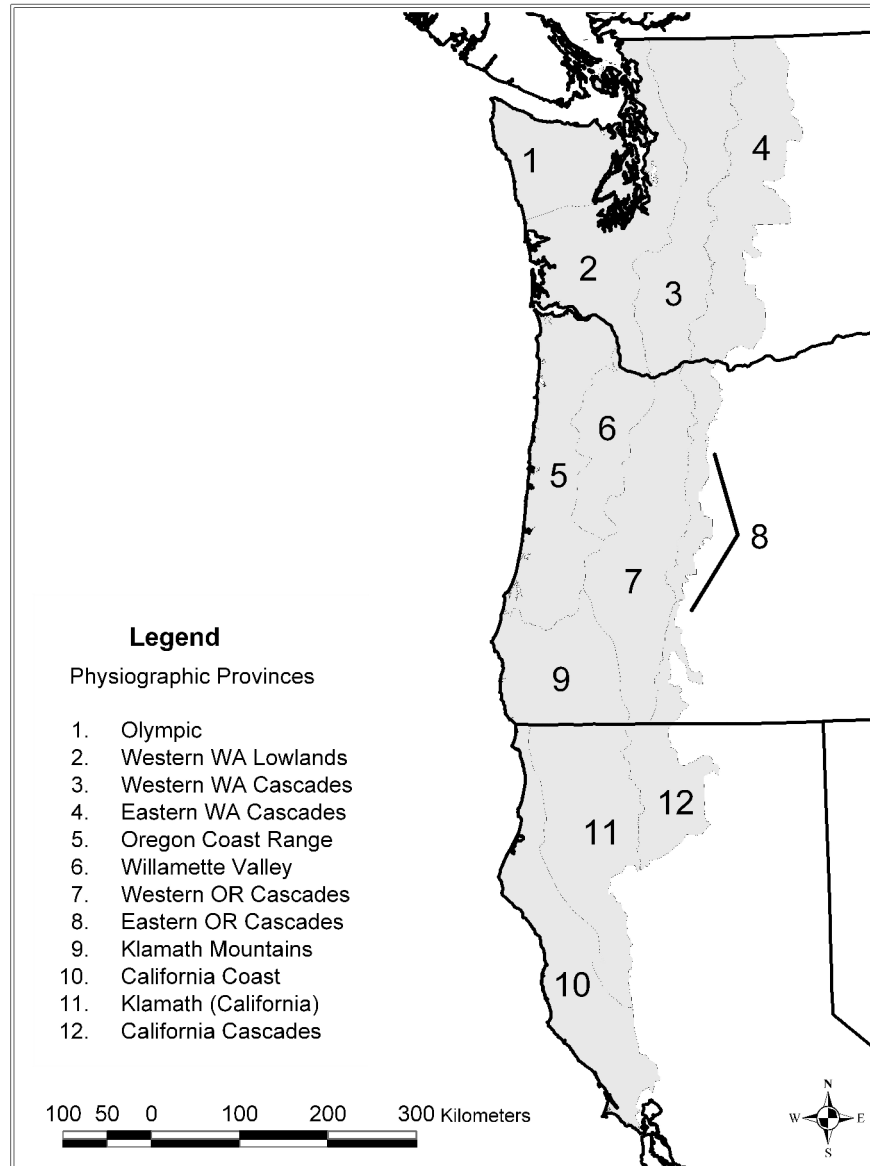 1
4
2
3
6
5
8
7
9
12
11
10
Legend
Physiographic Provinces
1. Olympic
2. Western WA Lowlands
3. Western WA Cascades
4. Eastern WA Cascades
5. Oregon Coast Range
6. Willamette Valley
7. Western OR Cascades
8. Eastern OR Cascades
9. Klamath Mountains
10. California Coast
11. Klamath (California)
12. California Cascades
100 50 0 100 200 300 Kilometers
N
W E
S